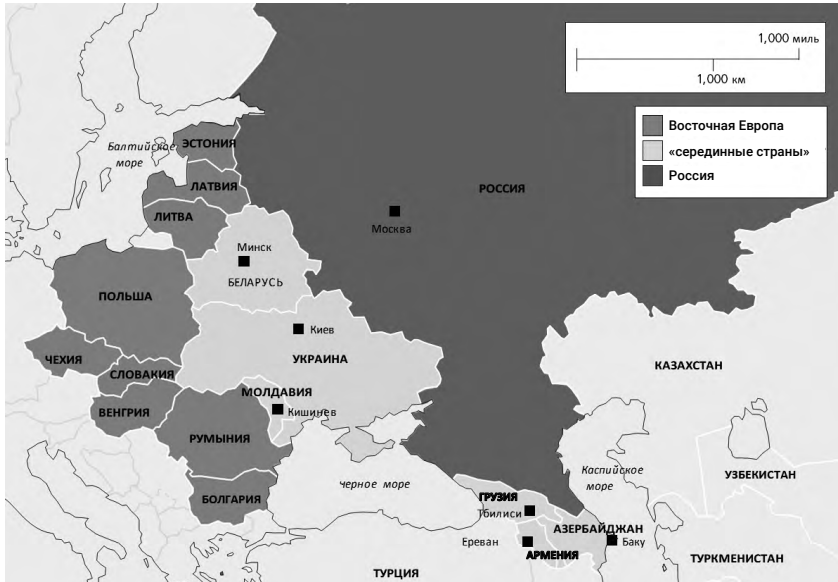 1,000 миль
1,000 км
Восточная Европа
«серединные страны»
Россия
Балтийское
море
ЭСТОНИЯ
ЛАТВИЯ
ЛИТВА
РОССИЯ
Москва
Минск
БЕЛАРУСЬ
ПОЛЬША
Киев
УКРАИНА
ЧЕХИЯ
СЛОВАКИЯ
КАЗАХСТАН
МОЛДАВИЯ
Кишинев
ВЕНГРИЯ
РУМЫНИЯ
Каспийское
море
УЗБЕКИСТАН
Черное море
БОЛГАРИЯ
ГРУЗИЯ
Тбилиси
АЗЕРБАЙДЖАН
Ереван
Баку
АРМЕНИЯ
ТУРКМЕНИСТАН
ТУРЦИЯ